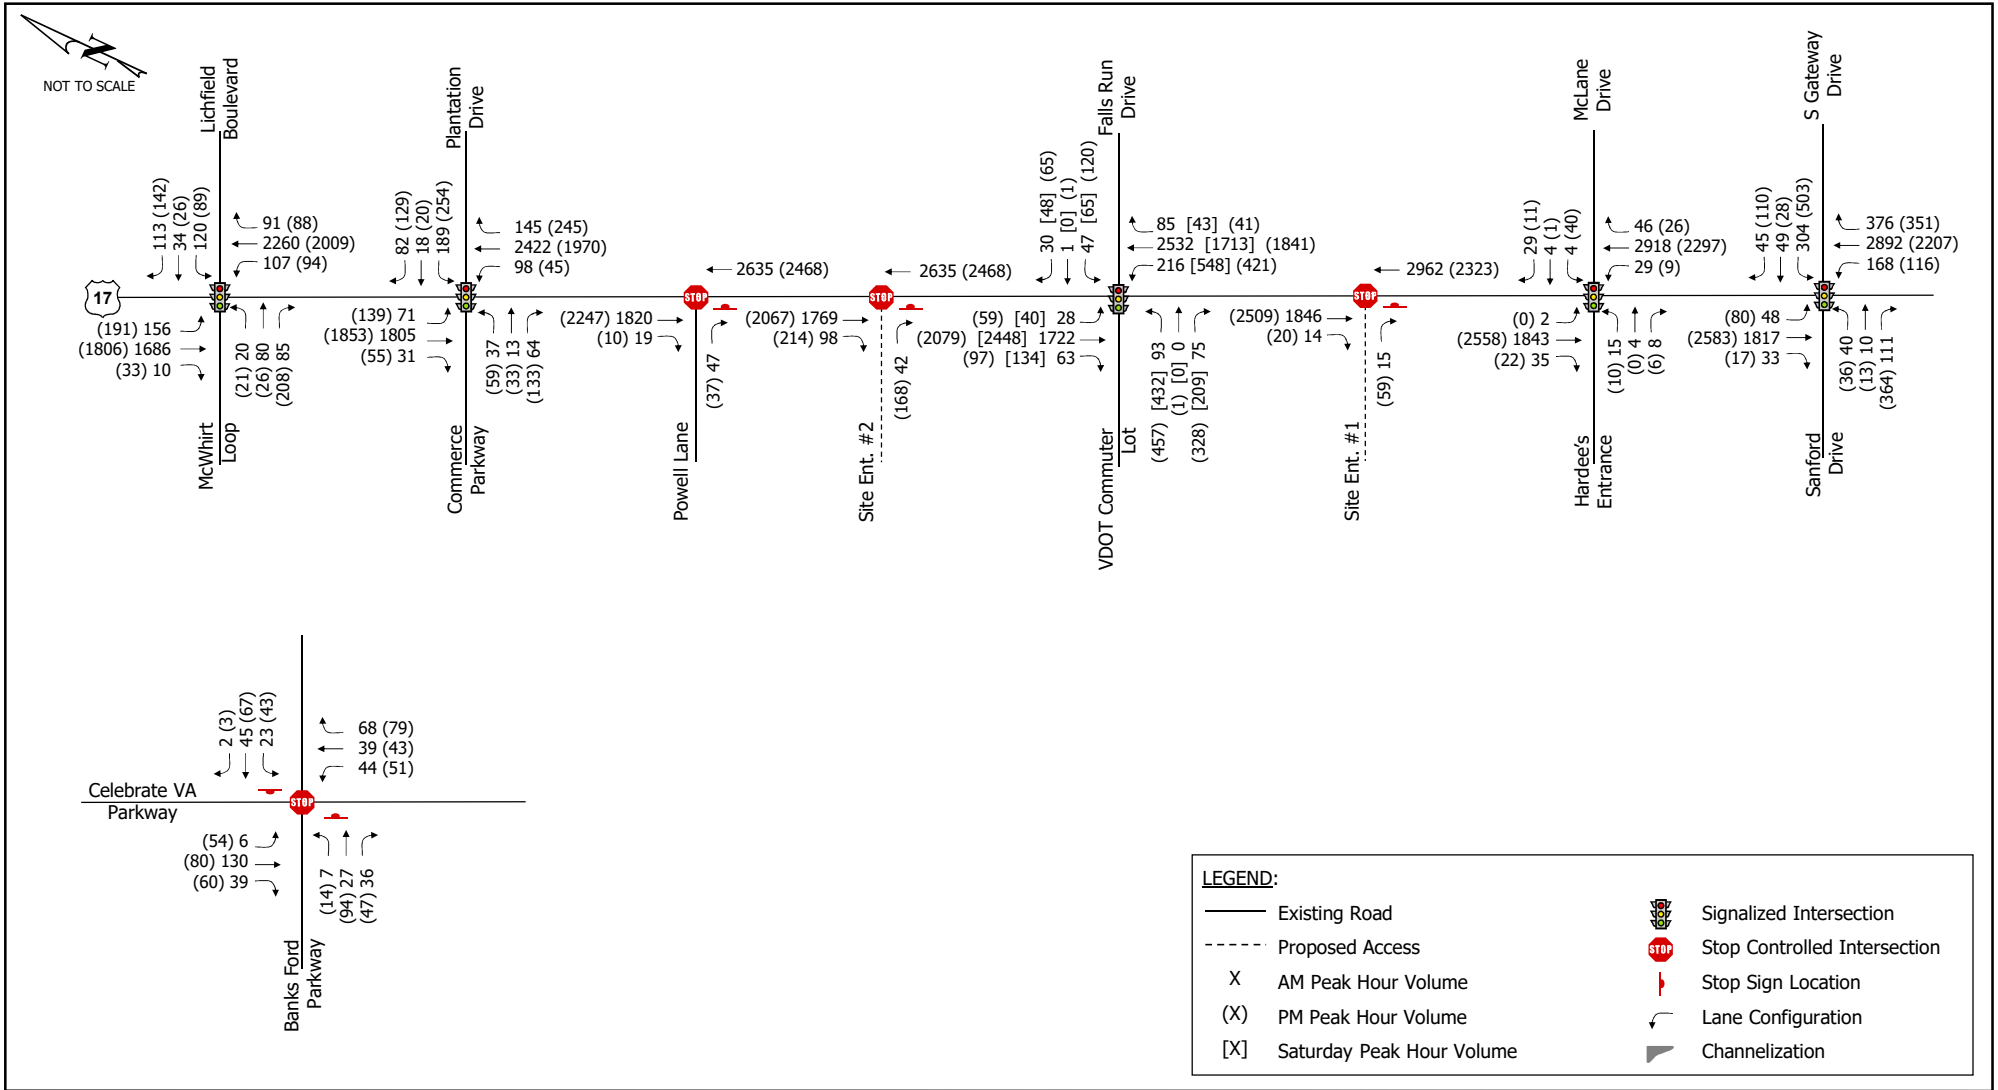 N
NOT TO SCALE
Lichfield
Boulevard
113 (142)
34 (26)
120 (89)
91 (88)
2260 (2009)
107 (94)
17
(191) 156
(1806) 1686
(33) 10
(21) 20
(26) 80
(208) 85
McWhirt
Loop
Plantation
Drive
82 (129)
18 (20)
189 (254)
145 (245)
2422 (1970)
98 (45)
(139) 71
(1853) 1805
(55) 31
(59) 37
(33) 13
(133) 64
Commerce
Parkway
STOP
2635 (2468)
(2247) 1820
(10) 19
(37) 47
Powell Lane
STOP
2635 (2468)
(2067) 1769
(214) 98
(168) 42
Site Ent. #2
Falls Run
Drive
30 [48] (65)
1 [0] (1)
47 [65] (120)
85 [43] (41)
2532 [1713] (1841)
216 [548] (421)
(59) [40] 28
(2079) [2448] 1722
(97) [134] 63
(457) [432] 93
(1) [0] 0
(328) [209] 75
VDOT Commuter
Lot
STOP
2962 (2323)
(2509) 1846
(20) 14
(59) 15
Site Ent. #1
McLane
Drive
29 (11)
4 (1)
4 (40)
46 (26)
2918 (2297)
29 (9)
(0) 2
(2558) 1843
(22) 35
(10) 15
(0) 4
(6) 8
Hardee's
Entrance
S Gateway
Drive
45 (110)
49 (28)
304 (503)
376 (351)
2892 (2207)
168 (116)
(80) 48
(2583) 1817
(17) 33
(36) 40
(13) 10
(364) 111
Sanford
Drive
2 (3)
45 (67)
23 (43)
68 (79)
39 (43)
44 (51)
Celebrate VA
Parkway
STOP
(54) 6
(80) 130
(60) 39
(14) 7
(94) 27
(47) 36
Banks Ford
Parkway
LEGEND:
Existing Road
Proposed Access
X AM Peak Hour Volume
(X) PM Peak Hour Volume
[X] Saturday Peak Hour Volume
Signalized Intersection
STOP Stop Controlled Intersection
Stop Sign Location
Lane Configuration
Channelization